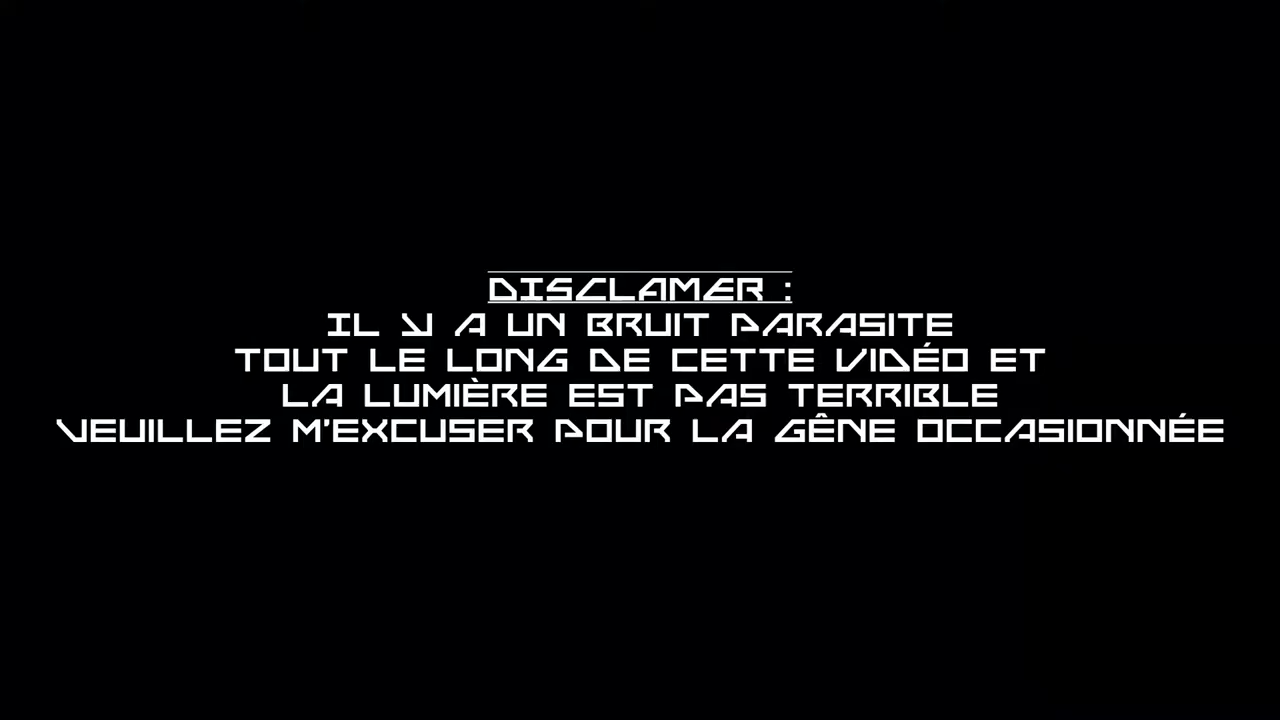 DISCLAMER :
IL Y A UN BRUIT PARASITE
TOUT LE LONG DE CETTE VIDÉO ET
LA LUMIÈRE EST PAS TERRIBLE
VEUILLEZ M'EXCUSER POUR LA GÊNE OCCASIONNÉE